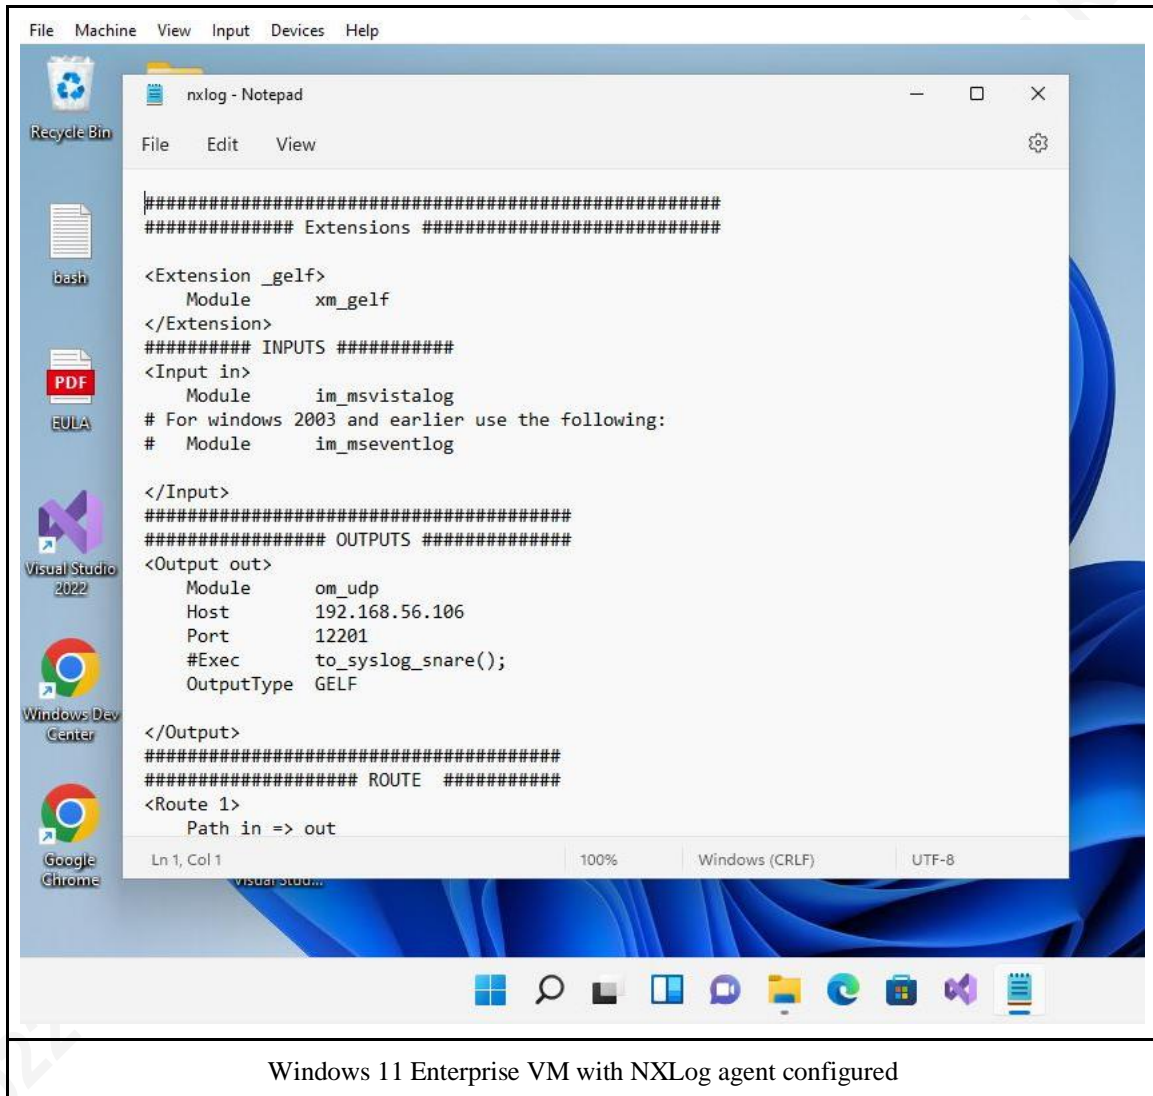 File Machine View Input Devices Help
Recycle Bin
nxlog - Notepad
File Edit View
#######################################################
############## Extensions ############################
<Extension _gelf>
Module xm_gelf
</Extension>
########## INPUTS ###########
<Input in>
Module im_msvistalog
# For windows 2003 and earlier use the following:
# Module im_mseventlog
</Input>
########################################
################# OUTPUTS ##############
<Output out>
Module om_udp
Host 192.168.56.106
Port 12201
#Exec to_syslog_snare();
OutputType GELF
</Output>
#######################################
#################### ROUTE ###########
<Route 1>
Path in => out
Ln 1, Col 1 100% Windows (CRLF) UTF-8
bash
PDF
EULA
Visual Studio
2022
Windows Dev
Center
Google
Chrome
Visual Stud...
Windows 11 Enterprise VM with NXLog agent configured